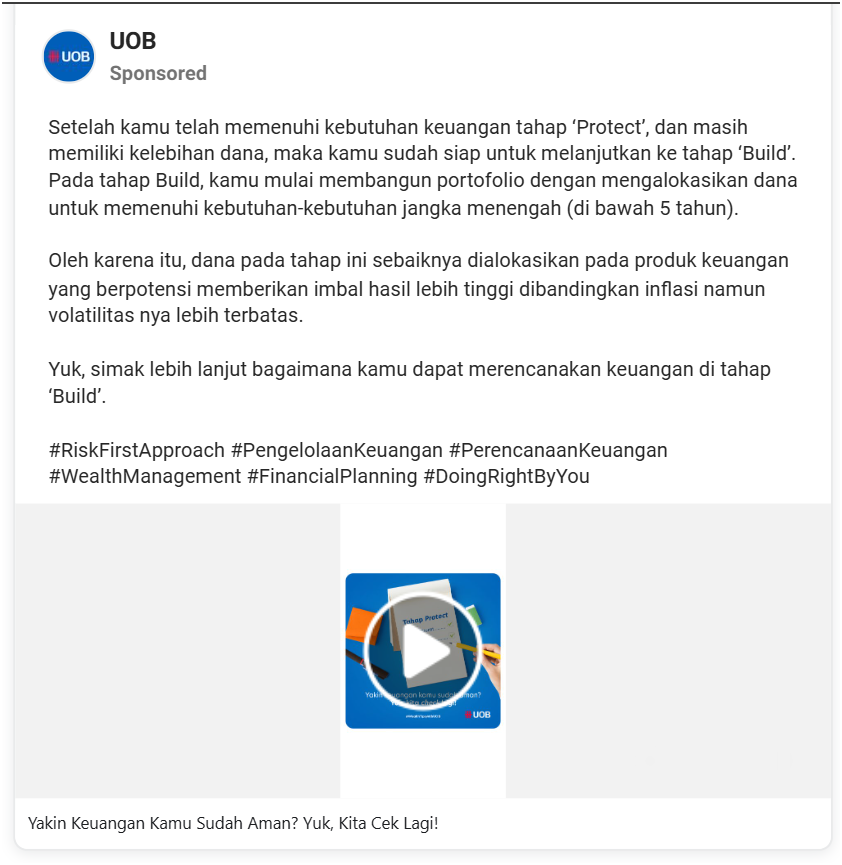 UOB
UOB
Sponsored
Setelah kamu telah memenuhi kebutuhan keuangan tahap ‘Protect’, dan masih
memiliki kelebihan dana, maka kamu sudah siap untuk melanjutkan ke tahap ‘Build’.
Pada tahap Build, kamu mulai membangun portofolio dengan mengalokasikan dana
untuk memenuhi kebutuhan-kebutuhan jangka menengah (di bawah 5 tahun).
Oleh karena itu, dana pada tahap ini sebaiknya dialokasikan pada produk keuangan
yang berpotensi memberikan imbal hasil lebih tinggi dibandingkan inflasi namun
volatilitas nya lebih terbatas.
Yuk, simak lebih lanjut bagaimana kamu dapat merencanakan keuangan di tahap
‘Build’.
#RiskFirstApproach #PengelolaanKeuangan #PerencanaanKeuangan
#WealthManagement #FinancialPlanning #DoingRightByYou
Tahap Protect
Yakin keuangan kamu sudah aman?
UOB
Yakin Keuangan Kamu Sudah Aman? Yuk, Kita Cek Lagi!